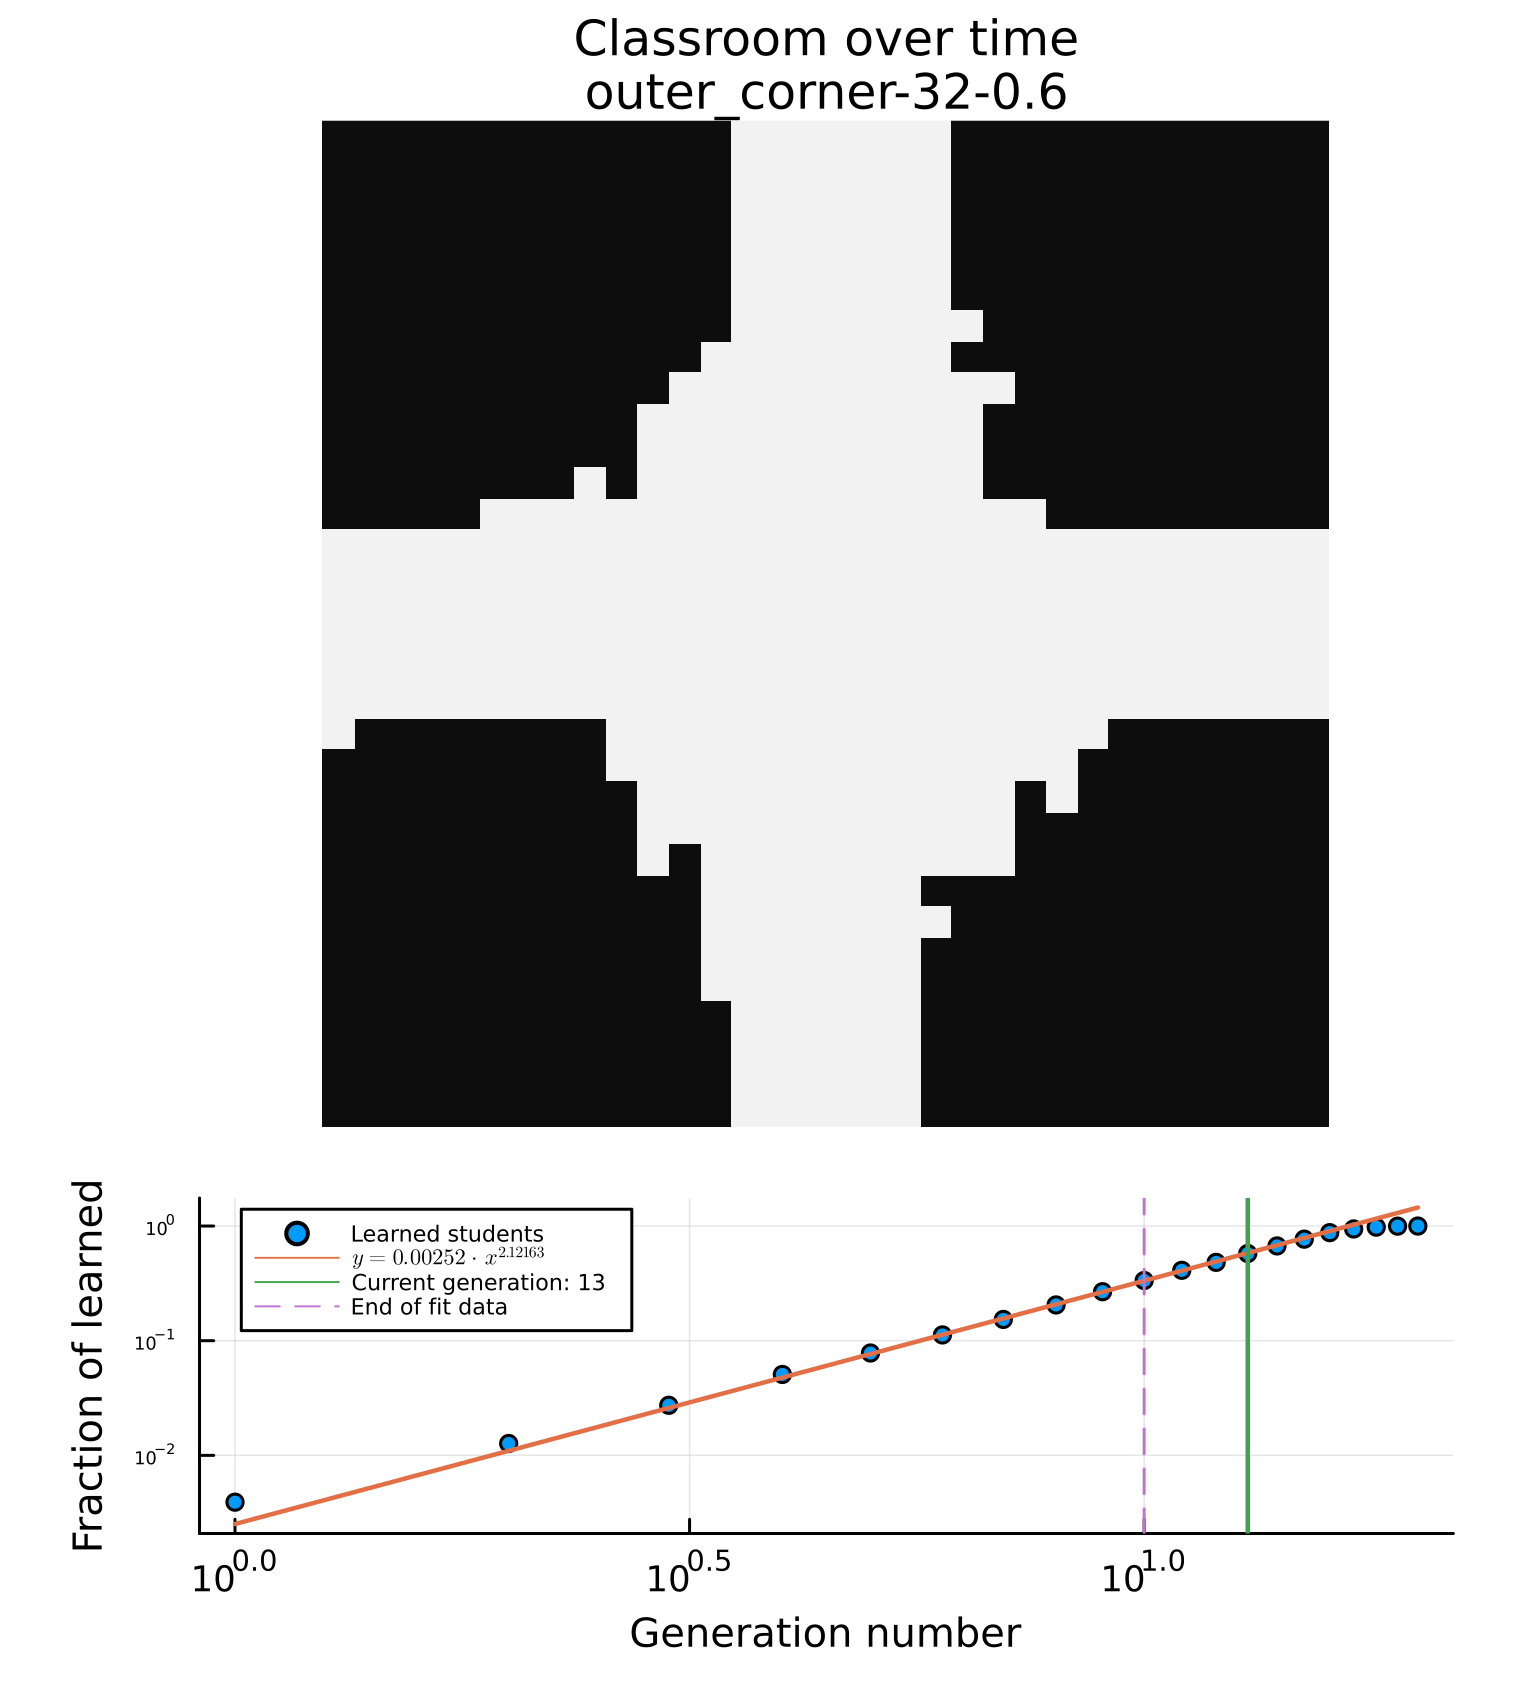 Classroom over time
outer_corner-32-0.6
Fraction of learned
10⁰
10⁻¹
10⁻²
Learned students
y = 0.00252 · x^2.12163
Current generation: 13
End of fit data
10^0.0
10^0.5
10^1.0
Generation number